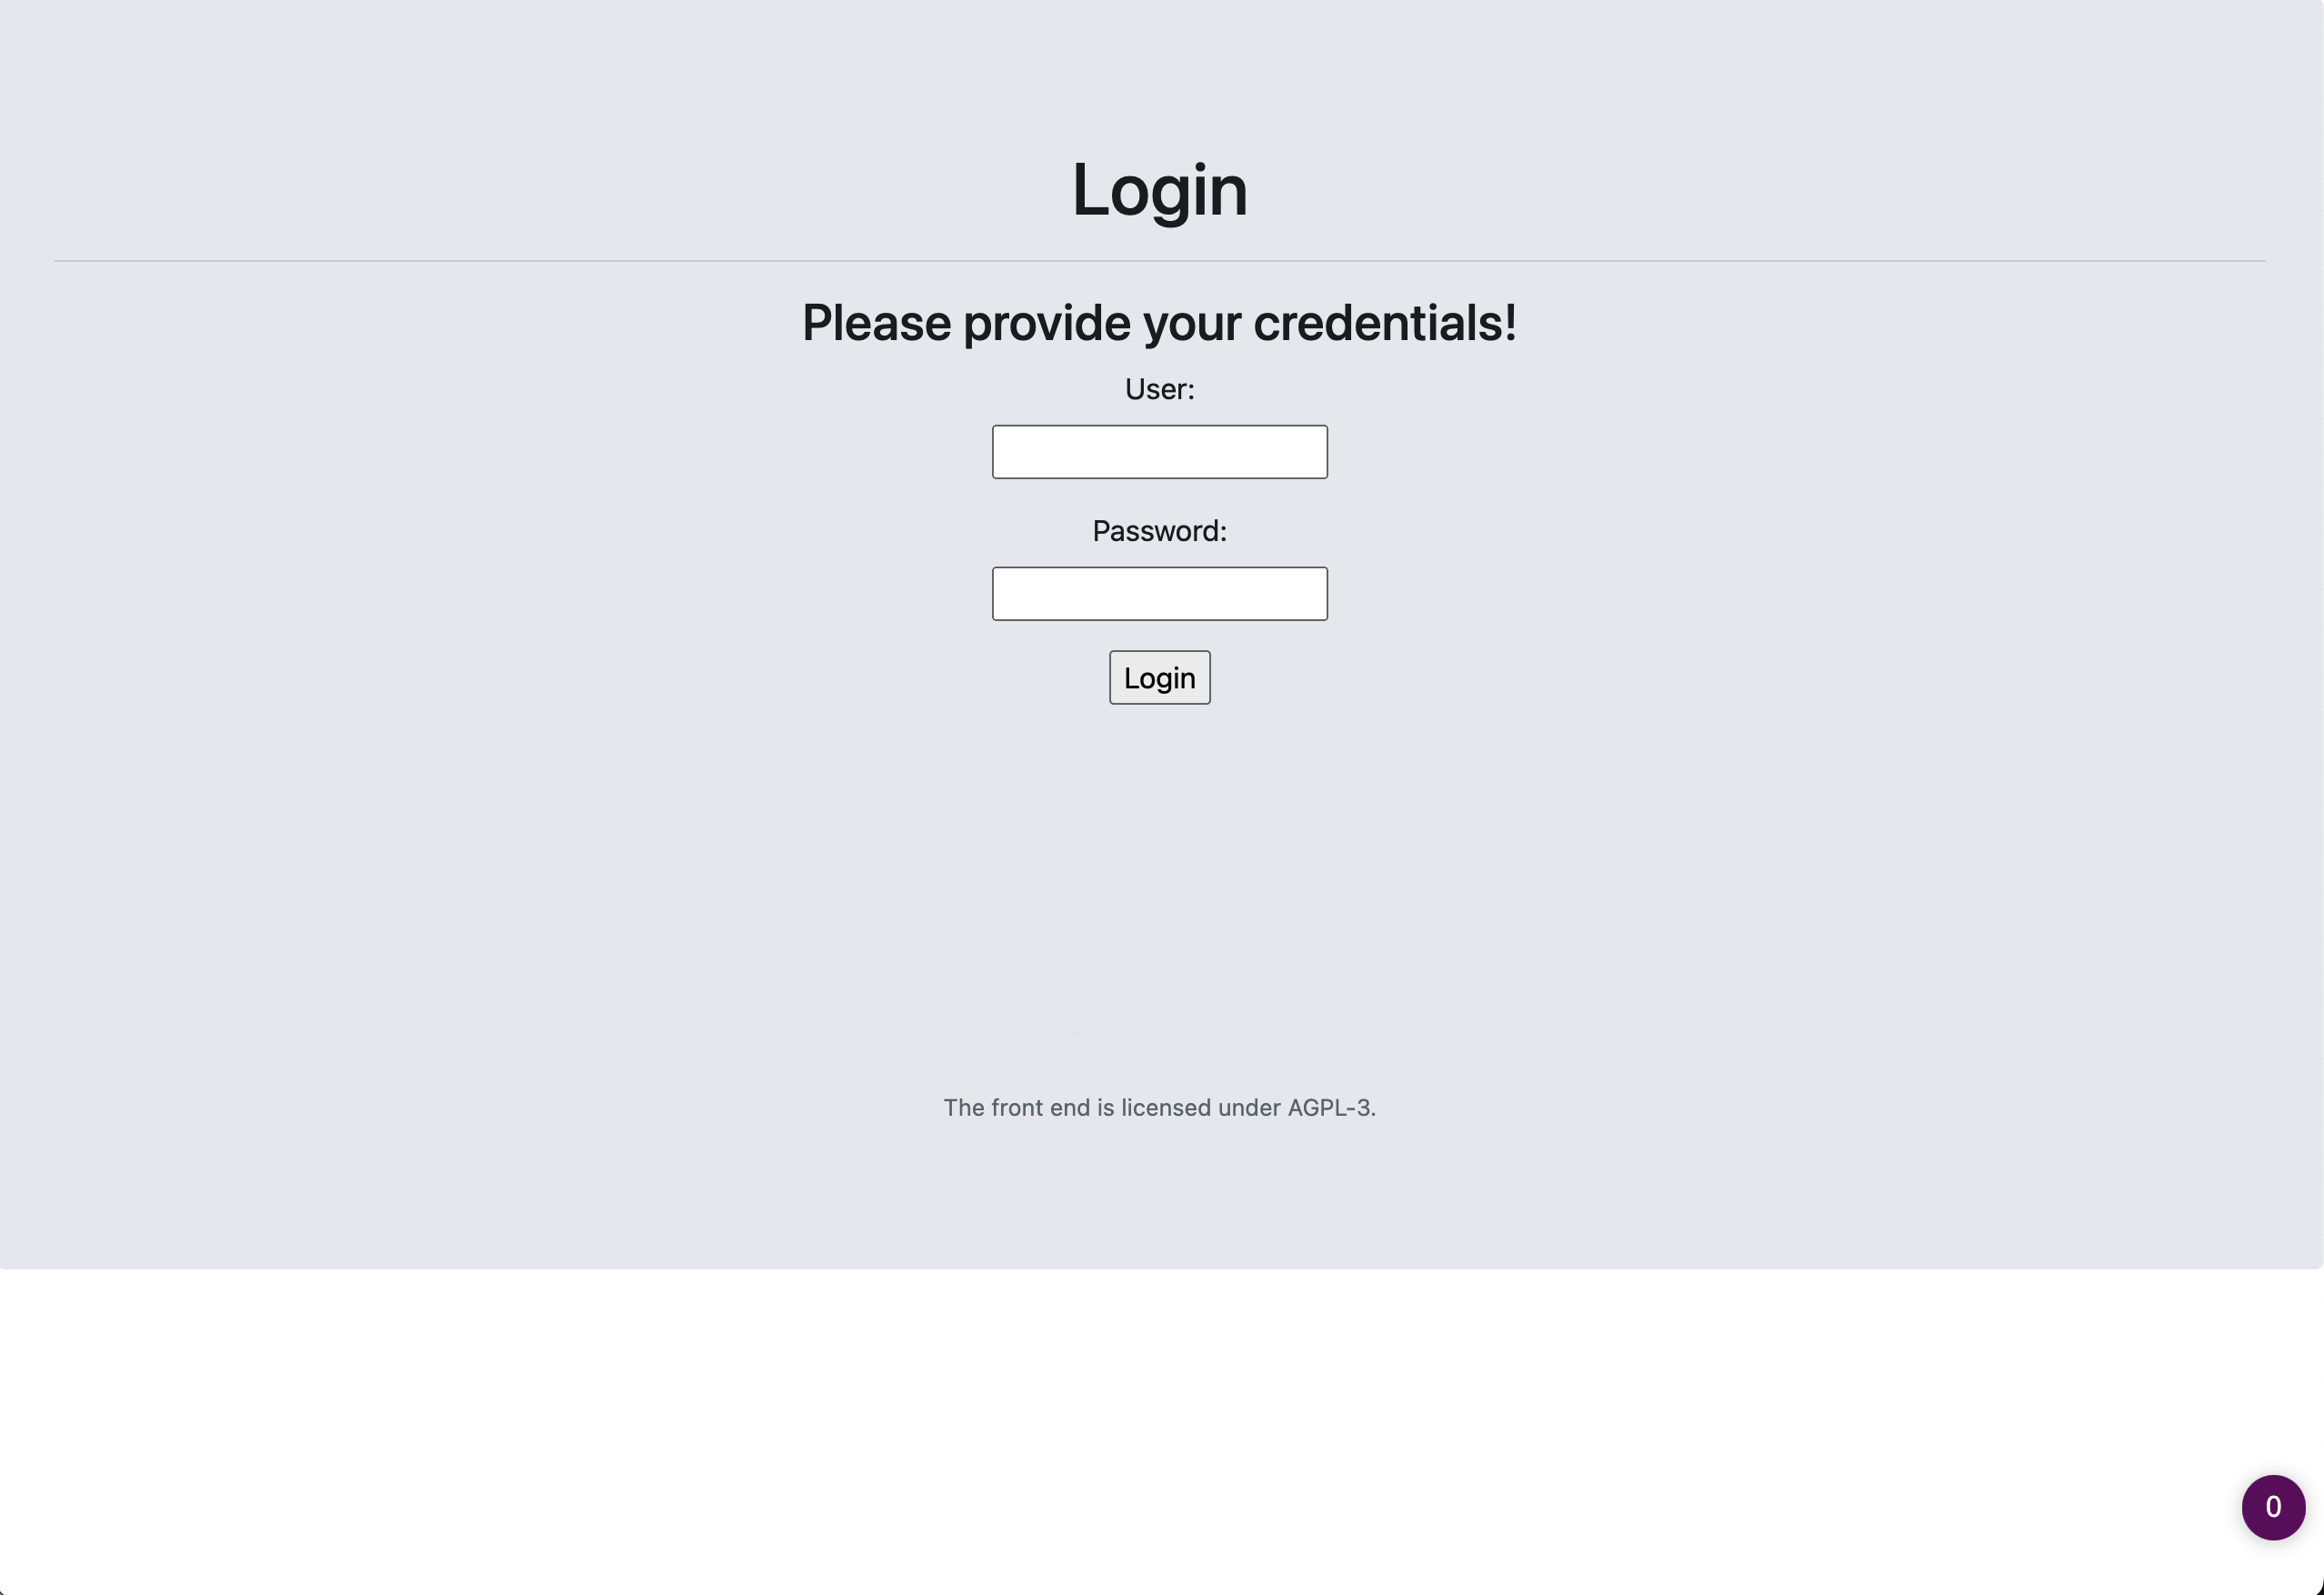 Login
Please provide your credentials!
User:
Password:
Login
The front end is licensed under AGPL-3.
0